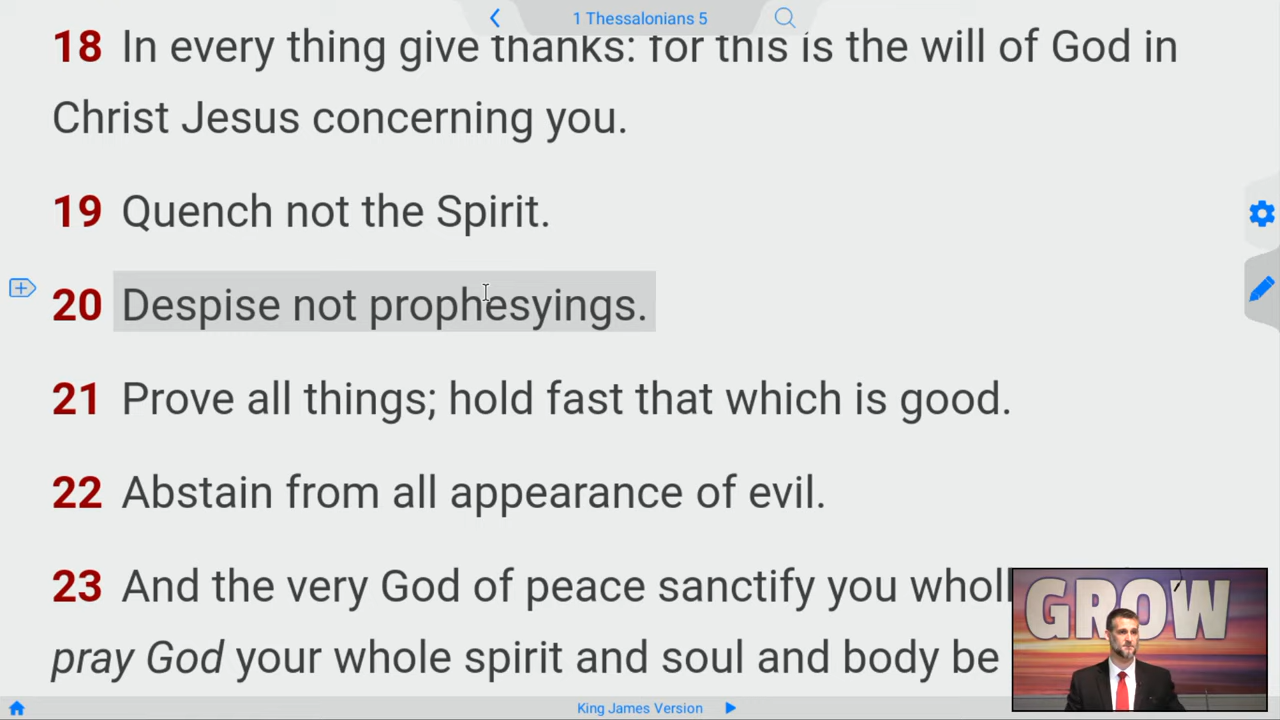 1 Thessalonians 5
18 In every thing give thanks: for this is the will of God in
Christ Jesus concerning you.
19 Quench not the Spirit.
20 Despise not prophesyings.
21 Prove all things; hold fast that which is good.
22 Abstain from all appearance of evil.
23 And the very God of peace sanctify you
pray God your whole spirit and soul and body be
GROW
King James Version